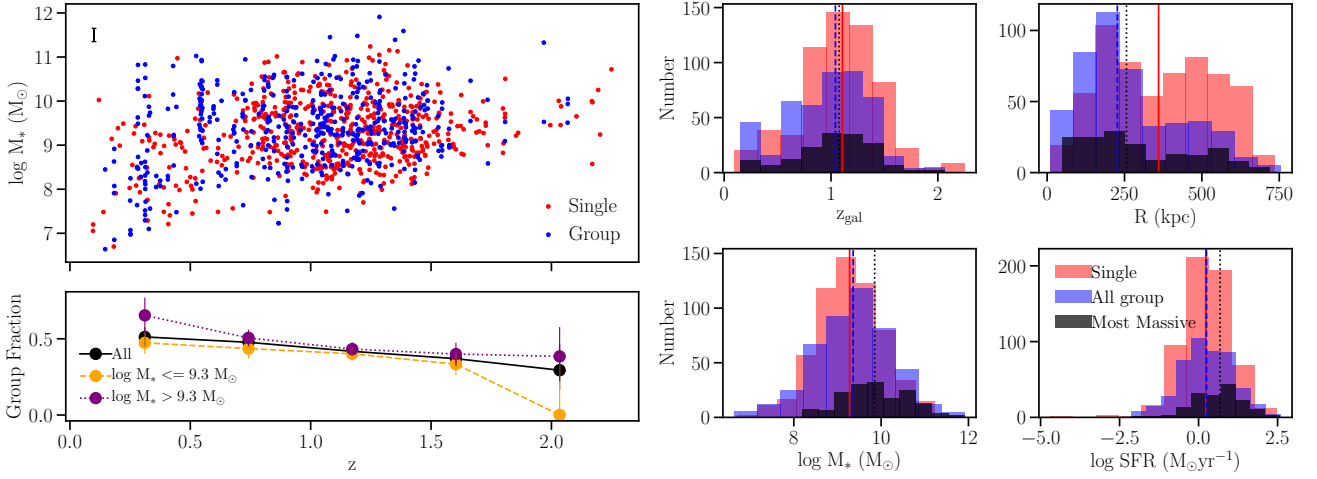 12
11
10
9
8
7
log M* (M⊙)
Single
Group
0.5
0.0
Group Fraction
All
log M* <= 9.3 M⊙
log M* > 9.3 M⊙
0.0 0.5 1.0 1.5 2.0
z
150
100
50
0
Number
0 1 2
z_gal
100
50
0
0 250 500 750
R (kpc)
150
100
50
0
Number
8 10 12
log M* (M⊙)
200
100
0
Single
All group
Most Massive
−5.0 −2.5 0.0 2.5
log SFR (M⊙yr⁻¹)